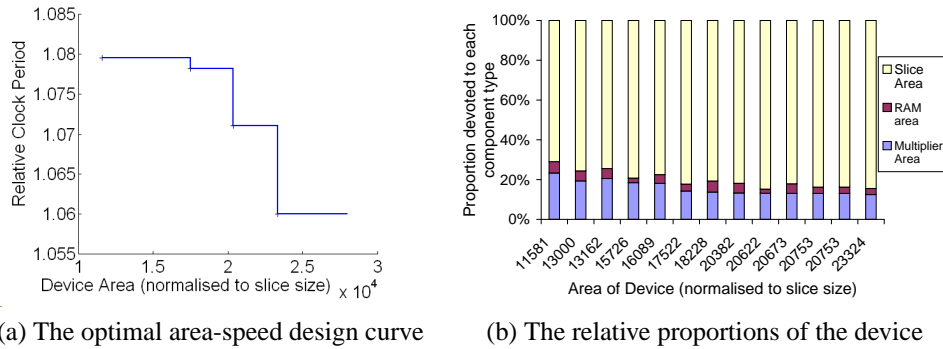 1.085
1.08
1.075
1.07
1.065
1.06
1.055
Relative Clock Period
1
1.5
2
2.5
3
Device Area (normalised to slice size)
x 10⁴
(a) The optimal area-speed design curve
100%
80%
60%
40%
20%
0%
Proportion devoted to each
component type
11581
13000
13162
15726
16089
17522
18228
20382
20622
20673
20753
20753
23324
Area of Device (normalised to slice size)
Slice
Area
RAM
area
Multiplier
Area
(b) The relative proportions of the device